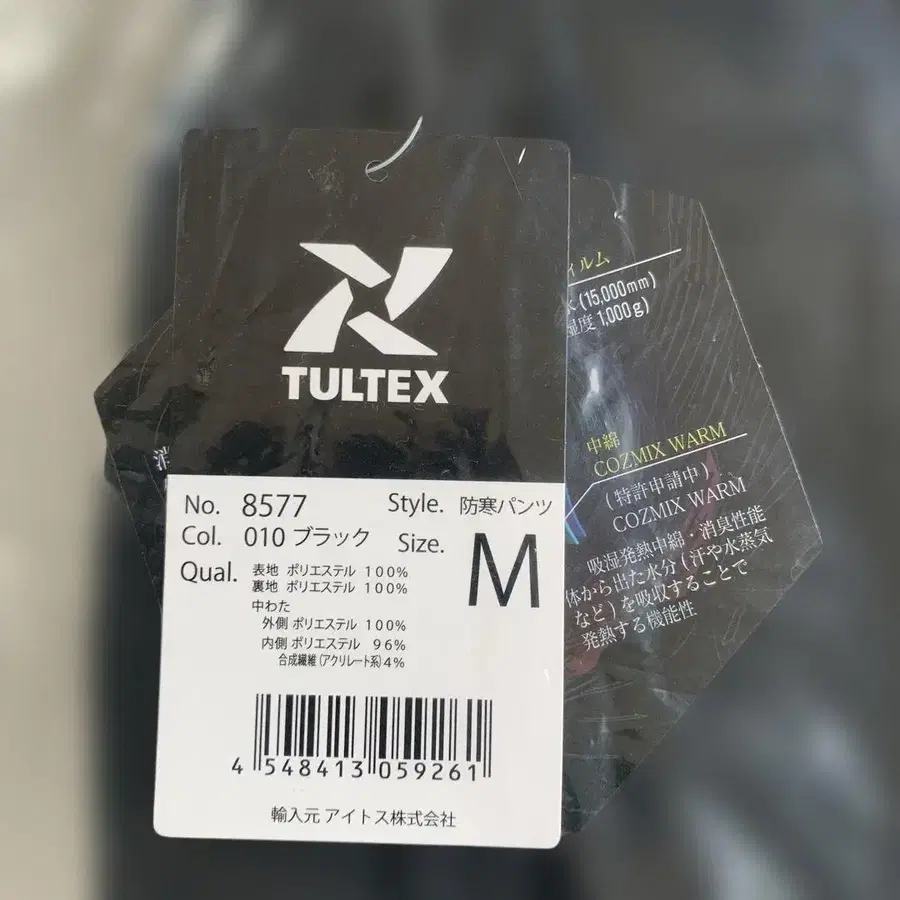 TULTEX
No. 8577 Style. 防寒パンツ
Col. 010 ブラック Size. M
Qual. 表地 ポリエステル 100%
裏地 ポリエステル 100%
中わた
外側 ポリエステル 100%
内側 ポリエステル 96%
合成繊維(アクリレート系)4%
4 548413 059261
輸入元 アイトス株式会社
ィルム
(15,000mm)
湿度 1,000g)
中綿
COZMIX WARM
(特許申請中)
COZMIX WARM
吸湿発熱中綿・消臭性能
体から出た水分(汗や水蒸気
など)を吸収することで
発熱する機能性
消